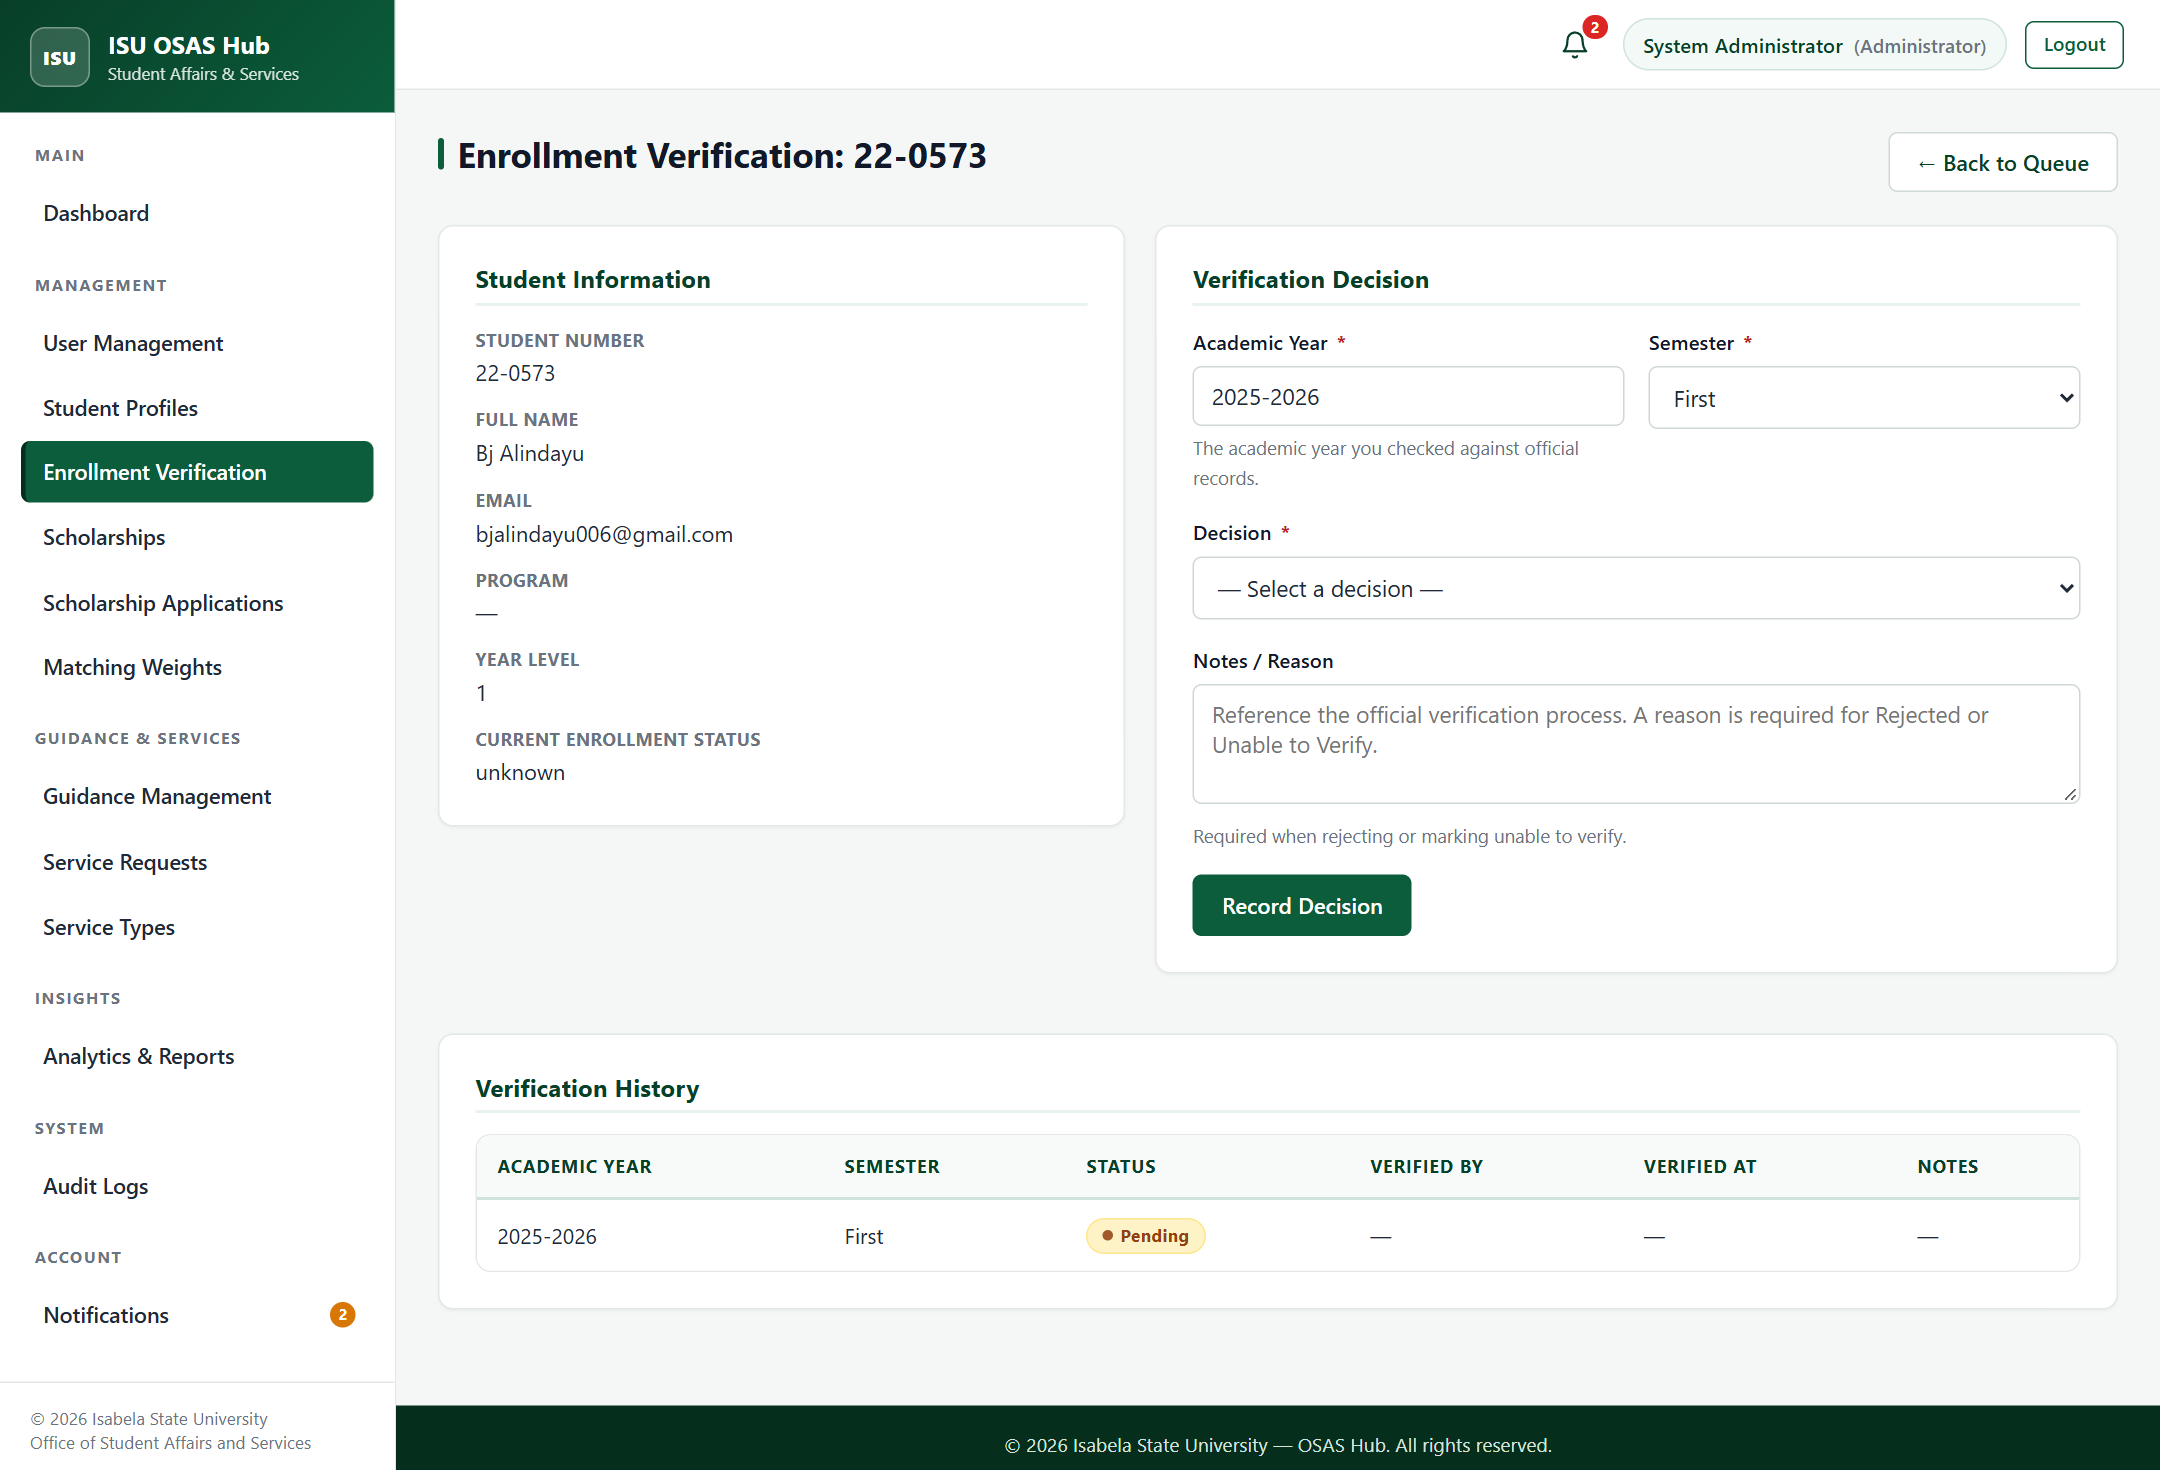 ISU
ISU OSAS Hub
Student Affairs & Services
MAIN
Dashboard
MANAGEMENT
User Management
Student Profiles
Enrollment Verification
Scholarships
Scholarship Applications
Matching Weights
GUIDANCE & SERVICES
Guidance Management
Service Requests
Service Types
INSIGHTS
Analytics & Reports
SYSTEM
Audit Logs
ACCOUNT
Notifications 2
© 2026 Isabela State University
Office of Student Affairs and Services
2
System Administrator (Administrator)
Logout
Enrollment Verification: 22-0573
← Back to Queue
Student Information
STUDENT NUMBER
22-0573
FULL NAME
Bj Alindayu
EMAIL
bjalindayu006@gmail.com
PROGRAM
—
YEAR LEVEL
1
CURRENT ENROLLMENT STATUS
unknown
Verification Decision
Academic Year * Semester *
2025-2026 First
The academic year you checked against official
records.
Decision *
— Select a decision —
Notes / Reason
Reference the official verification process. A reason is required for Rejected or
Unable to Verify.
Required when rejecting or marking unable to verify.
Record Decision
Verification History
ACADEMIC YEAR SEMESTER STATUS VERIFIED BY VERIFIED AT NOTES
2025-2026 First Pending — — —
© 2026 Isabela State University — OSAS Hub. All rights reserved.